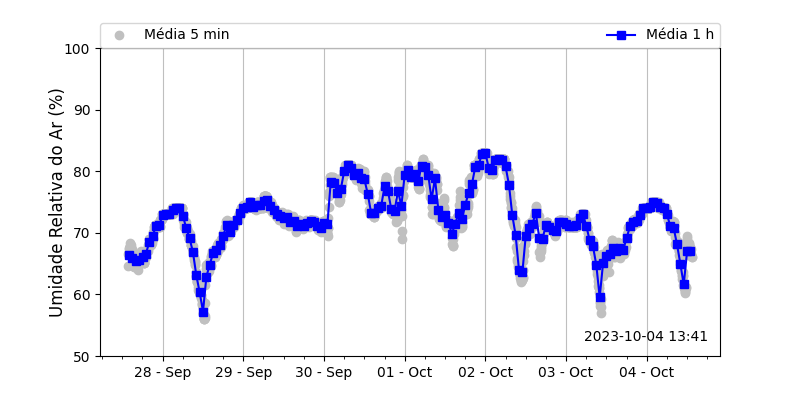 Média 5 min
Média 1 h
Umidade Relativa do Ar (%)
100
90
80
70
60
50
2023-10-04 13:41
28 - Sep
29 - Sep
30 - Sep
01 - Oct
02 - Oct
03 - Oct
04 - Oct